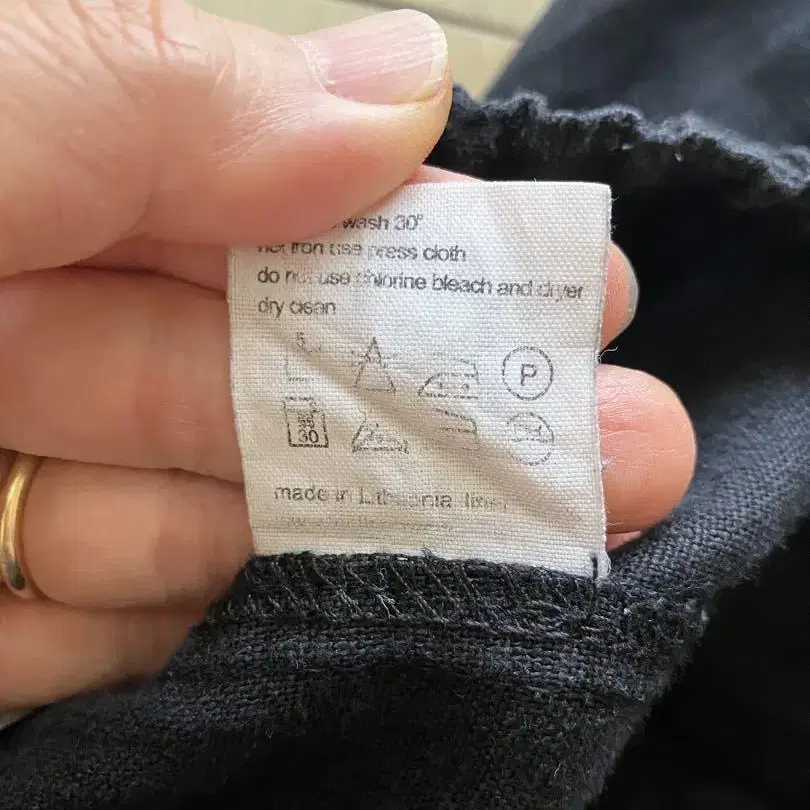 wash 30°
iron use press cloth
do not use chlorine bleach and dryer
dry clean
P
30
made in Lithuania linen